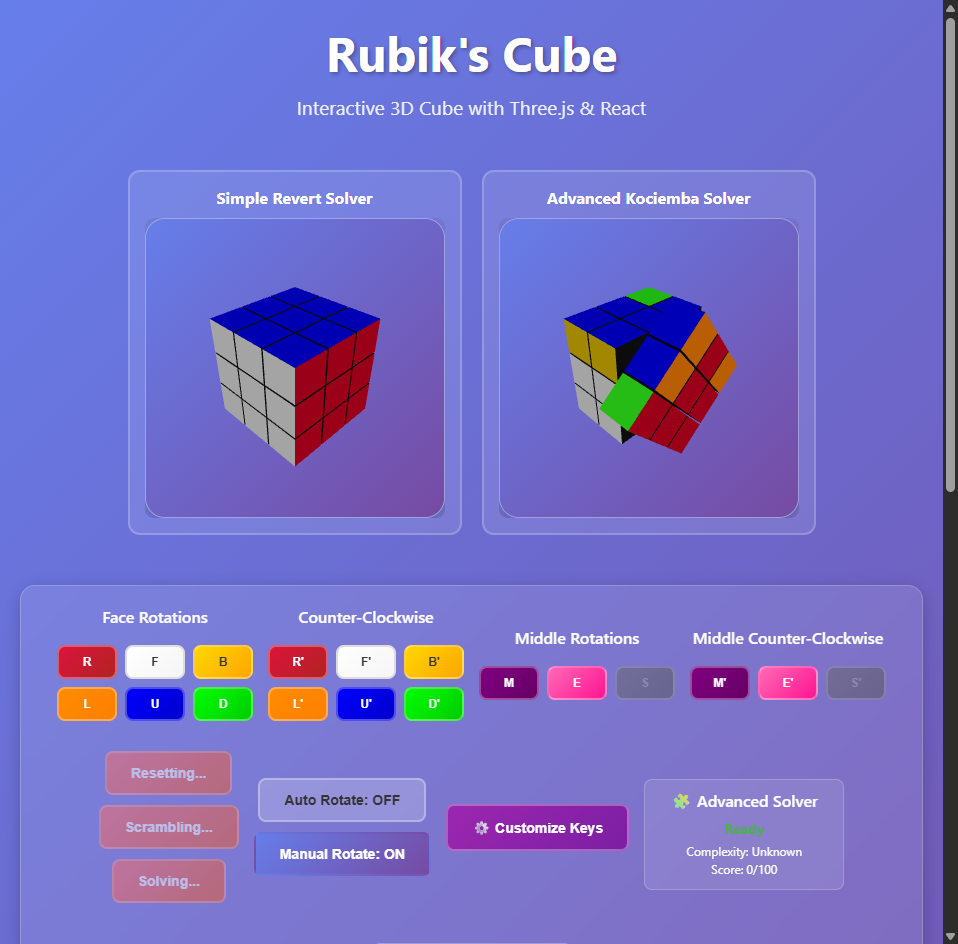 Rubik's Cube
Interactive 3D Cube with Three.js & React
Simple Revert Solver
Advanced Kociemba Solver
Face Rotations
R F B
L U D
Counter-Clockwise
R' F' B'
L' U' D'
Middle Rotations
M E S
Middle Counter-Clockwise
M' E' S'
Resetting...
Scrambling...
Solving...
Auto Rotate: OFF
Manual Rotate: ON
⚙️ Customize Keys
🧩 Advanced Solver
Ready
Complexity: Unknown
Score: 0/100